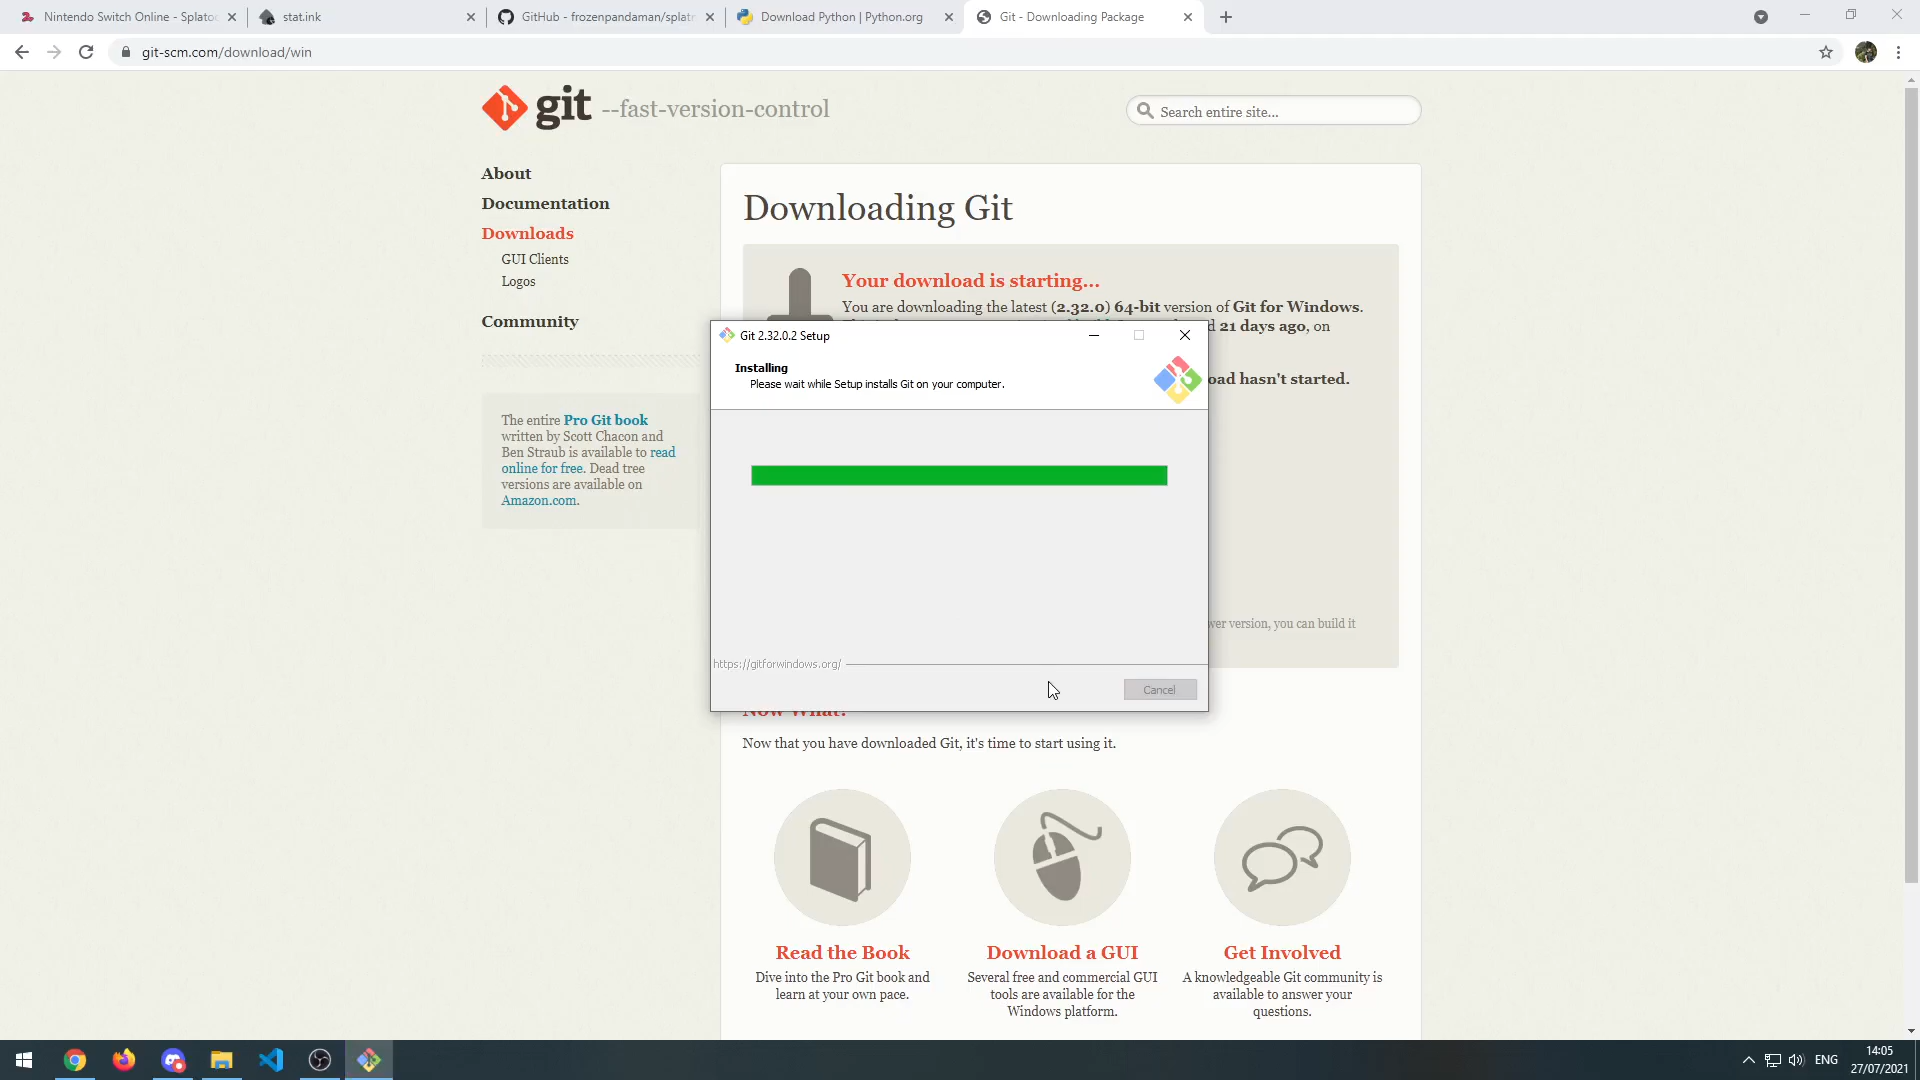 Nintendo Switch Online - Splato
stat.ink
GitHub - frozenpandaman/splatn
Download Python | Python.org
Git - Downloading Package
git-scm.com/download/win
git --fast-version-control
Search entire site...
About
Documentation
Downloads
GUI Clients
Logos
Community
The entire Pro Git book
written by Scott Chacon and
Ben Straub is available to read
online for free. Dead tree
versions are available on
Amazon.com.
Downloading Git
Your download is starting...
You are downloading the latest (2.32.0) 64-bit version of Git for Windows.
21 days ago, on
oad hasn't started.
wer version, you can build it
Git 2.32.0.2 Setup
Installing
Please wait while Setup installs Git on your computer.
https://gitforwindows.org/
Cancel
Now What?
Now that you have downloaded Git, it's time to start using it.
Read the Book
Dive into the Pro Git book and
learn at your own pace.
Download a GUI
Several free and commercial GUI
tools are available for the
Windows platform.
Get Involved
A knowledgeable Git community is
available to answer your
questions.
ENG
14:05
27/07/2021